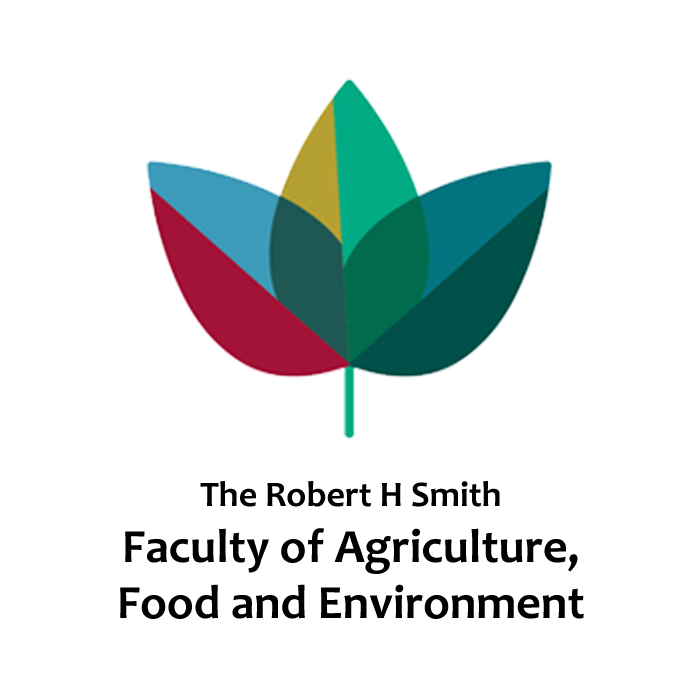 The Robert H Smith
Faculty of Agriculture,
Food and Environment